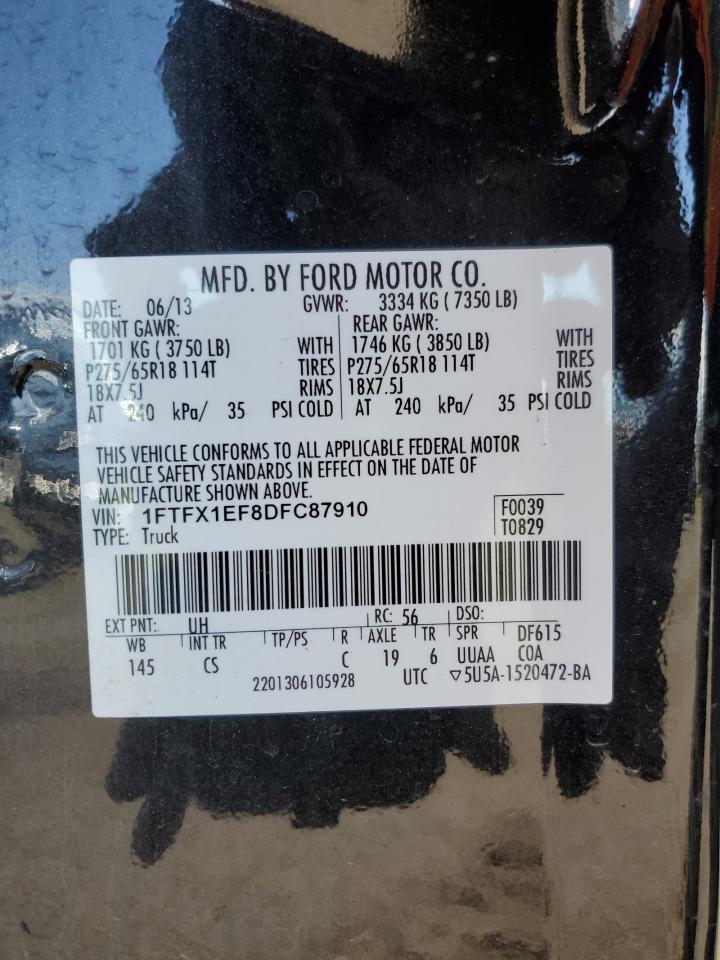 MFD. BY FORD MOTOR CO.
DATE: 06/13 GVWR: 3334 KG ( 7350 LB)
FRONT GAWR: REAR GAWR:
1701 KG ( 3750 LB) WITH 1746 KG ( 3850 LB) WITH
P275/65R18 114T TIRES P275/65R18 114T TIRES
18X7.5J RIMS 18X7.5J RIMS
AT 240 kPa/ 35 PSI COLD AT 240 kPa/ 35 PSI COLD
THIS VEHICLE CONFORMS TO ALL APPLICABLE FEDERAL MOTOR
VEHICLE SAFETY STANDARDS IN EFFECT ON THE DATE OF
MANUFACTURE SHOWN ABOVE.
VIN: 1FTFX1EF8DFC87910 F0039
TYPE: Truck T0829
EXT PNT: UH RC: 56 DSO:
WB INT TR TP/PS R AXLE TR SPR DF615
145 CS C 19 6 UUAA COA
2201306105928 UTC ▽5U5A-1520472-BA